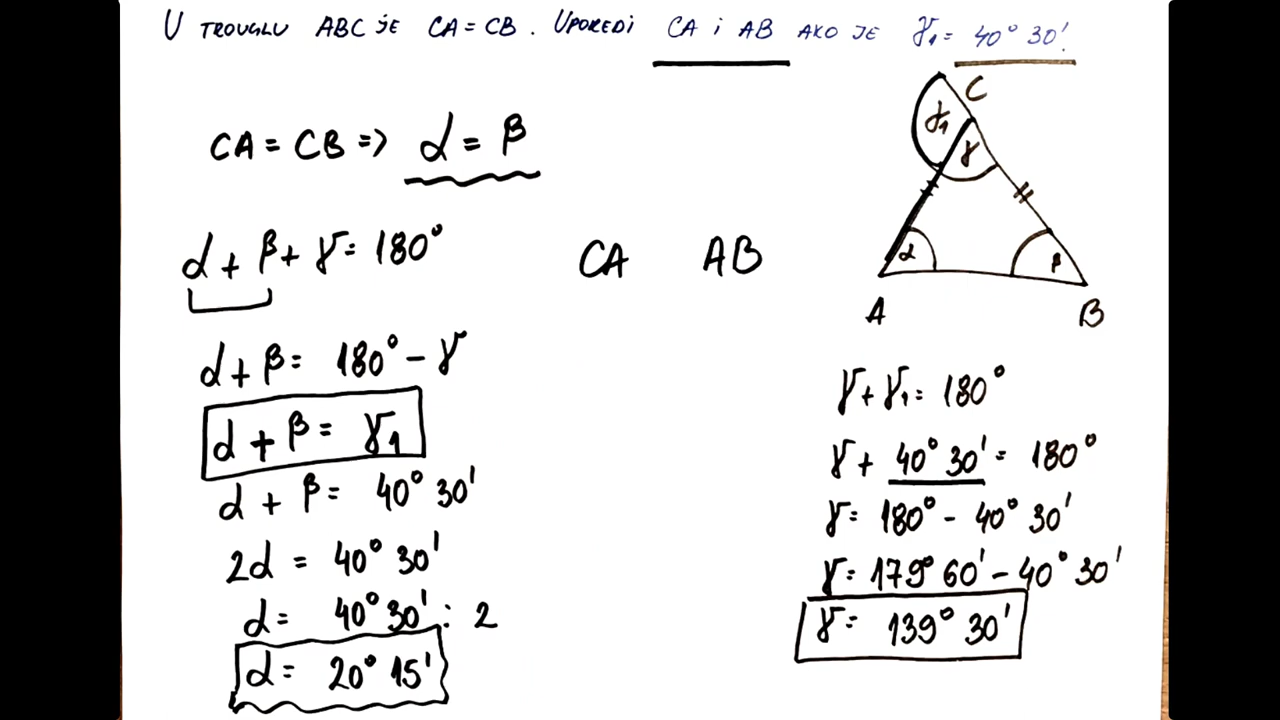 U TROUGLU ABC JE CA = CB. UPOREDI CA i AB AKO JE γ₁ = 40° 30'.
CA = CB => α = β
α + β + γ = 180°
α + β = 180° - γ
α + β = γ₁
α + β = 40° 30'
2α = 40° 30'
α = 40° 30' : 2
α = 20° 15'
CA AB
C
γ₁
γ
α
β
A
B
γ + γ₁ = 180°
γ + 40° 30' = 180°
γ = 180° - 40° 30'
γ = 179° 60' - 40° 30'
γ = 139° 30'